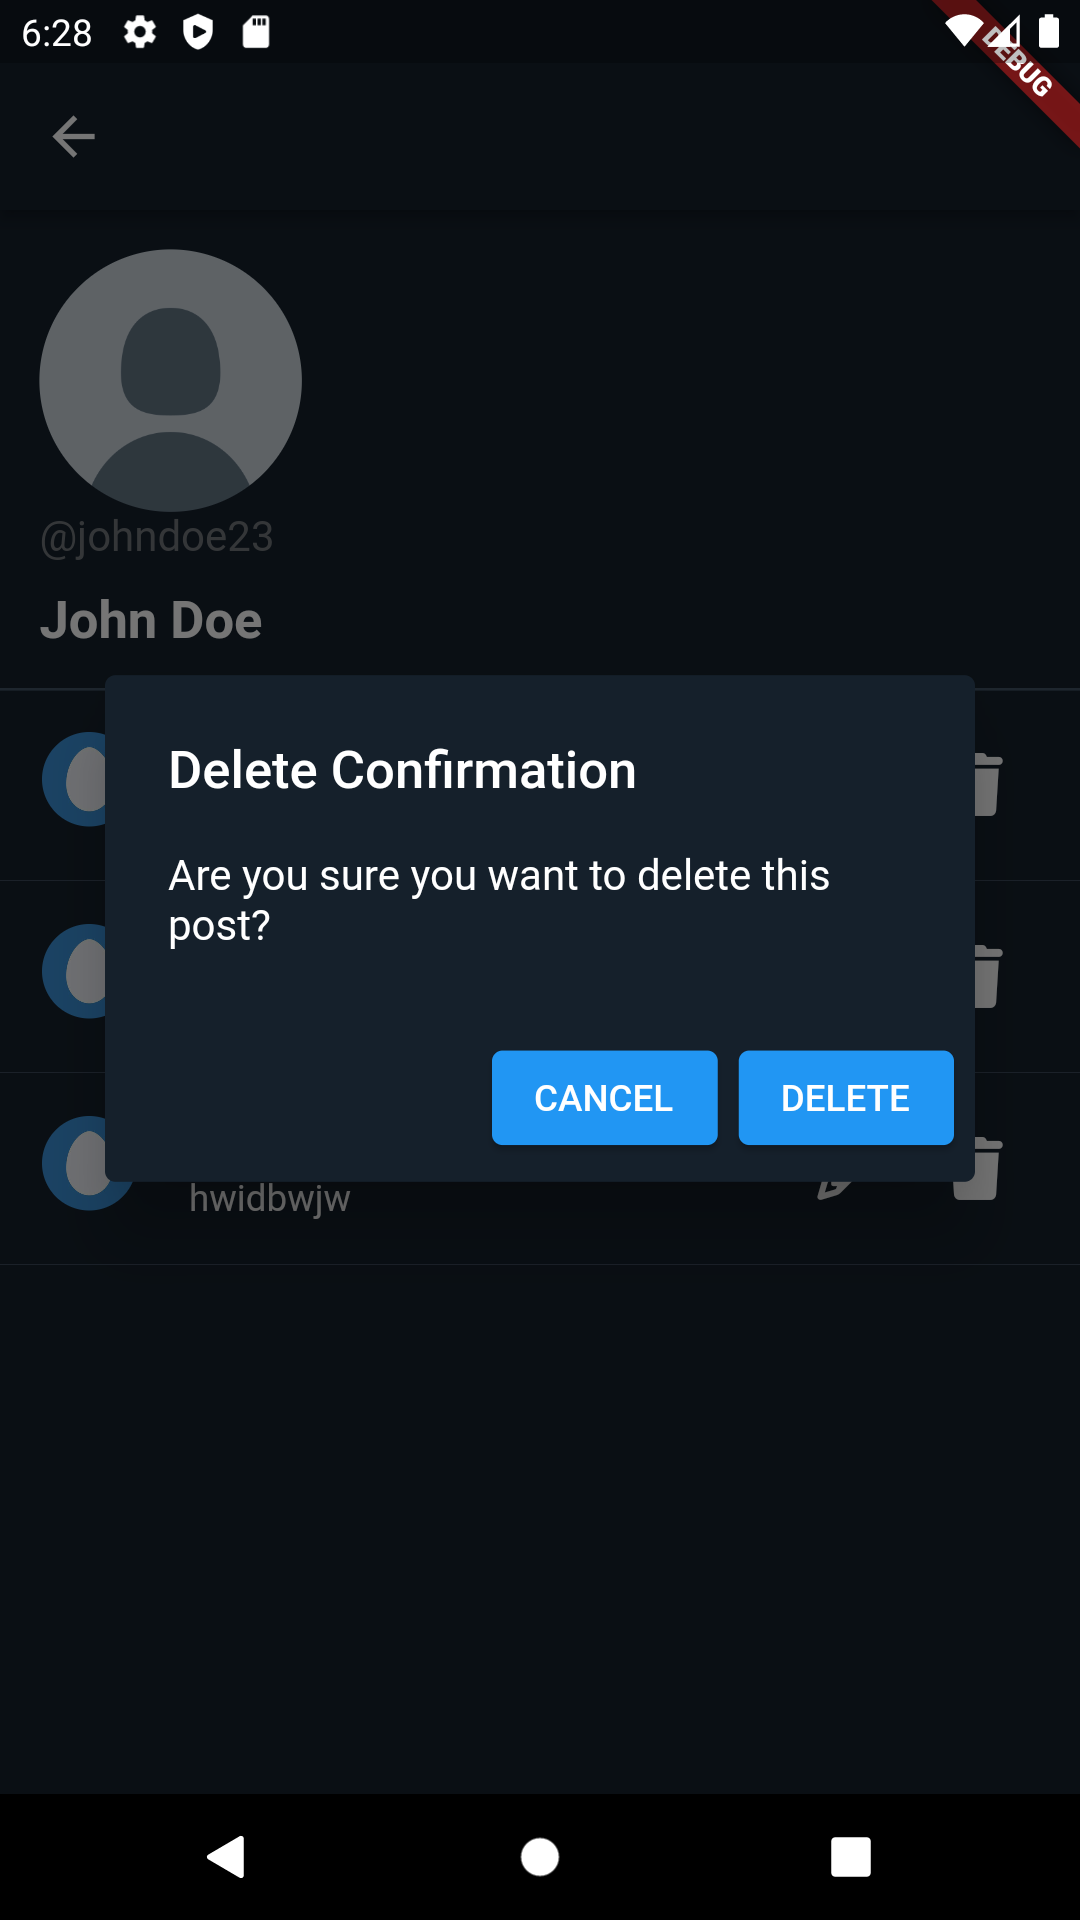 6:28
DEBUG
@johndoe23
John Doe
Delete Confirmation
Are you sure you want to delete this
post?
CANCEL
DELETE
hwidbwjw